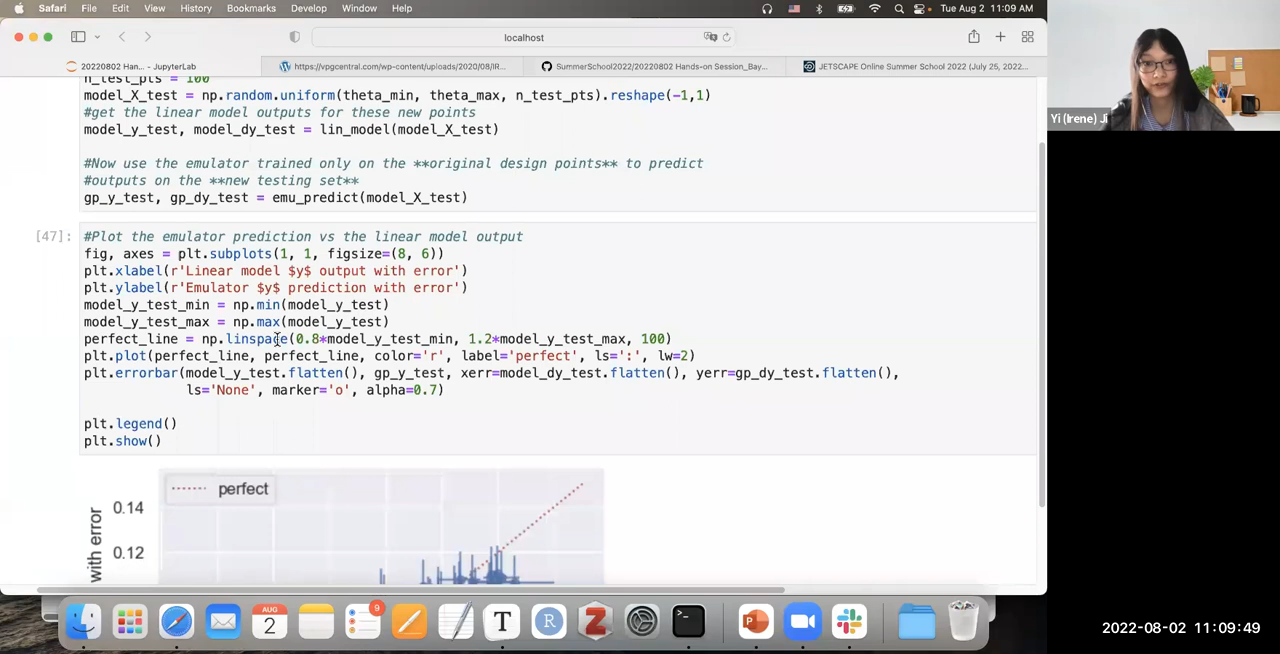 Safari File Edit View History Bookmarks Develop Window Help Tue Aug 2 11:09 AM
localhost
20220802 Han... - JupyterLab https://vpgcentral.com/wp-content/uploads/2020/08/IR... SummerSchool2022/20220802 Hands-on Session_Bay... JETSCAPE Online Summer School 2022 (July 25, 2022...
n_test_pts = 100
model_X_test = np.random.uniform(theta_min, theta_max, n_test_pts).reshape(-1,1)
#get the linear model outputs for these new points
model_y_test, model_dy_test = lin_model(model_X_test)
#Now use the emulator trained only on the **original design points** to predict
#outputs on the **new testing set**
gp_y_test, gp_dy_test = emu_predict(model_X_test)
[47]: #Plot the emulator prediction vs the linear model output
fig, axes = plt.subplots(1, 1, figsize=(8, 6))
plt.xlabel(r'Linear model $y$ output with error')
plt.ylabel(r'Emulator $y$ prediction with error')
model_y_test_min = np.min(model_y_test)
model_y_test_max = np.max(model_y_test)
perfect_line = np.linspace(0.8*model_y_test_min, 1.2*model_y_test_max, 100)
plt.plot(perfect_line, perfect_line, color='r', label='perfect', ls=':', lw=2)
plt.errorbar(model_y_test.flatten(), gp_y_test, xerr=model_dy_test.flatten(), yerr=gp_dy_test.flatten(),
ls='None', marker='o', alpha=0.7)
plt.legend()
plt.show()
perfect
0.14
0.12
with error
Yi (Irene) Ji
AUG
2
9
T
R
Z
P
2022-08-02 11:09:49